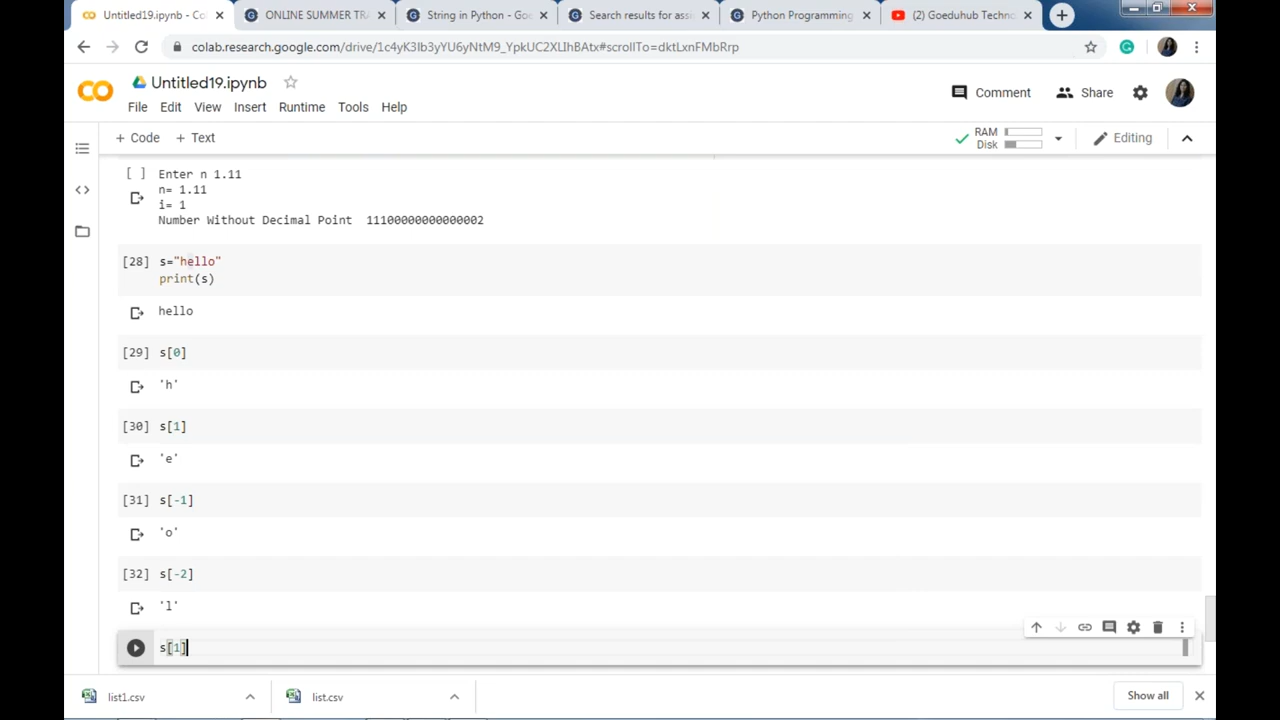 Untitled19.ipynb - Co
ONLINE SUMMER TRA
String in Python - Goe
Search results for assi
Python Programming
(2) Goeduhub Techno
colab.research.google.com/drive/1c4yK3Ib3yYU6yNtM9_YpkUC2XLIhBAtx#scrollTo=dktLxnFMbRrp
CO
Untitled19.ipynb
Comment
Share
File Edit View Insert Runtime Tools Help
+ Code + Text
RAM
Disk
Editing
[ ] Enter n 1.11
n= 1.11
i= 1
Number Without Decimal Point 11100000000000002
[28] s="hello"
print(s)
hello
[29] s[0]
'h'
[30] s[1]
'e'
[31] s[-1]
'o'
[32] s[-2]
'l'
s[1]
list1.csv
list.csv
Show all